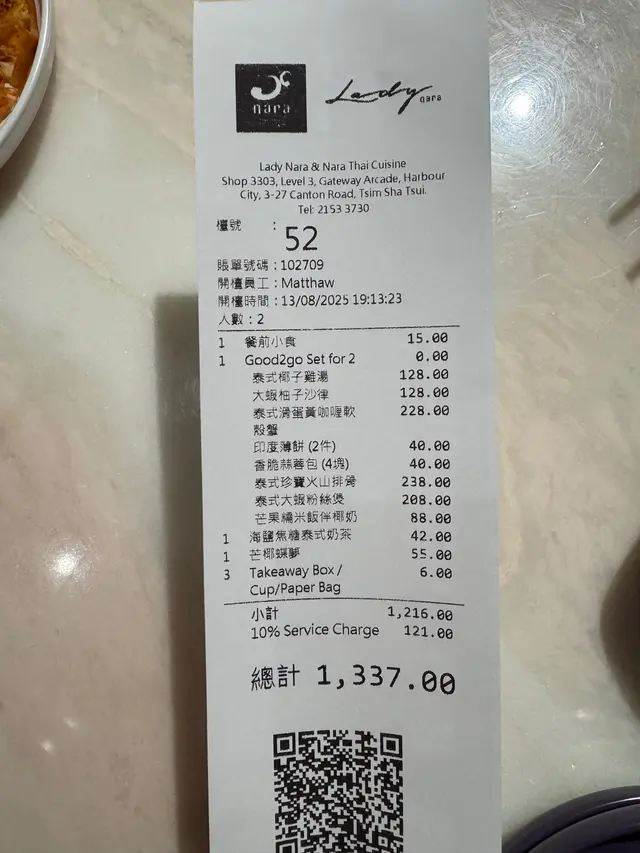 nara
Lady nara
Lady Nara & Nara Thai Cuisine
Shop 3303, Level 3, Gateway Arcade, Harbour
City, 3-27 Canton Road, Tsim Sha Tsui.
Tel: 2153 3730
檯號 : 52
賬單號碼 : 102709
開檯員工 : Matthaw
開檯時間 : 13/08/2025 19:13:23
人數 : 2
1 餐前小食 15.00
1 Good2go Set for 2 0.00
泰式椰子雞湯 128.00
大蝦柚子沙律 128.00
泰式滑蛋黃咖喱軟 228.00
殼蟹
印度薄餅 (2件) 40.00
香脆蒜蓉包 (4塊) 40.00
泰式珍寶火山排骨 238.00
泰式大蝦粉絲煲 208.00
芒果糯米飯伴椰奶 88.00
1 海鹽焦糖泰式奶茶 42.00
1 芒椰蝶夢 55.00
3 Takeaway Box / 6.00
Cup/Paper Bag
小計 1,216.00
10% Service Charge 121.00
總計 1,337.00